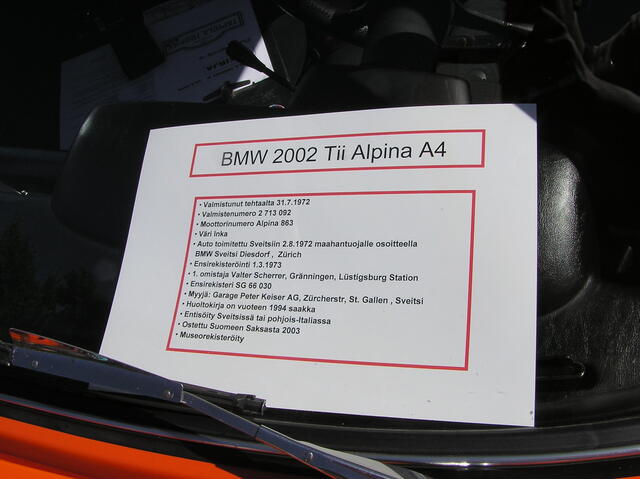 BMW 2002 Tii Alpina A4
• Valmistunut tehtaalta 31.7.1972
• Valmistenumero 2 713 092
• Moottorinumero Alpina 863
• Väri Inka
• Auto toimitettu Sveitsiin 2.8.1972 maahantuojalle osoitteella
BMW Sveitsi Diesdorf , Zürich
• Ensirekisteröinti 1.3.1973
• 1. omistaja Valter Scherrer, Gränningen, Lüstigsburg Station
• Ensirekisteri SG 66 030
• Myyjä: Garage Peter Keiser AG, Zürcherstr, St. Gallen , Sveitsi
• Huoltokirja on vuoteen 1994 saakka
• Entisöity Sveitsissä tai pohjois-Italiassa
• Ostettu Suomeen Saksasta 2003
• Museorekisteröity